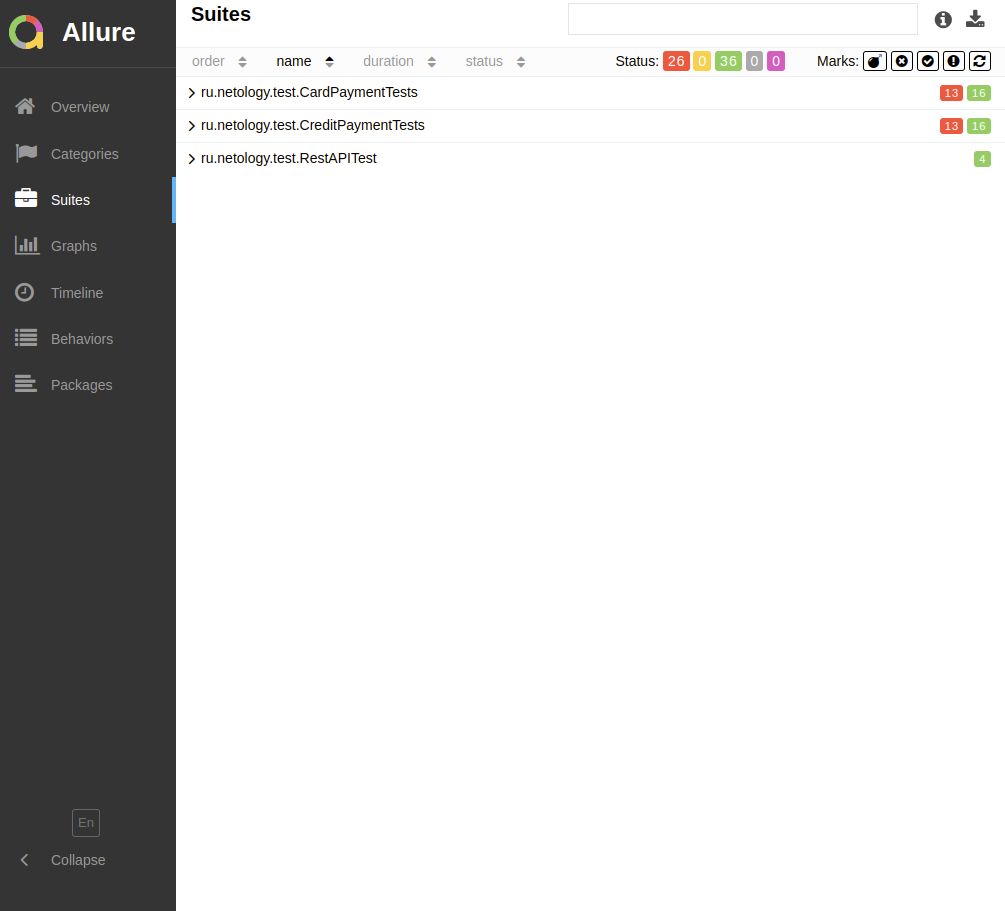 Allure
Overview
Categories
Suites
Graphs
Timeline
Behaviors
Packages
En
Collapse
Suites
order name duration status Status: 26 0 36 0 0 Marks:
ru.netology.test.CardPaymentTests 13 16
ru.netology.test.CreditPaymentTests 13 16
ru.netology.test.RestAPITest 4